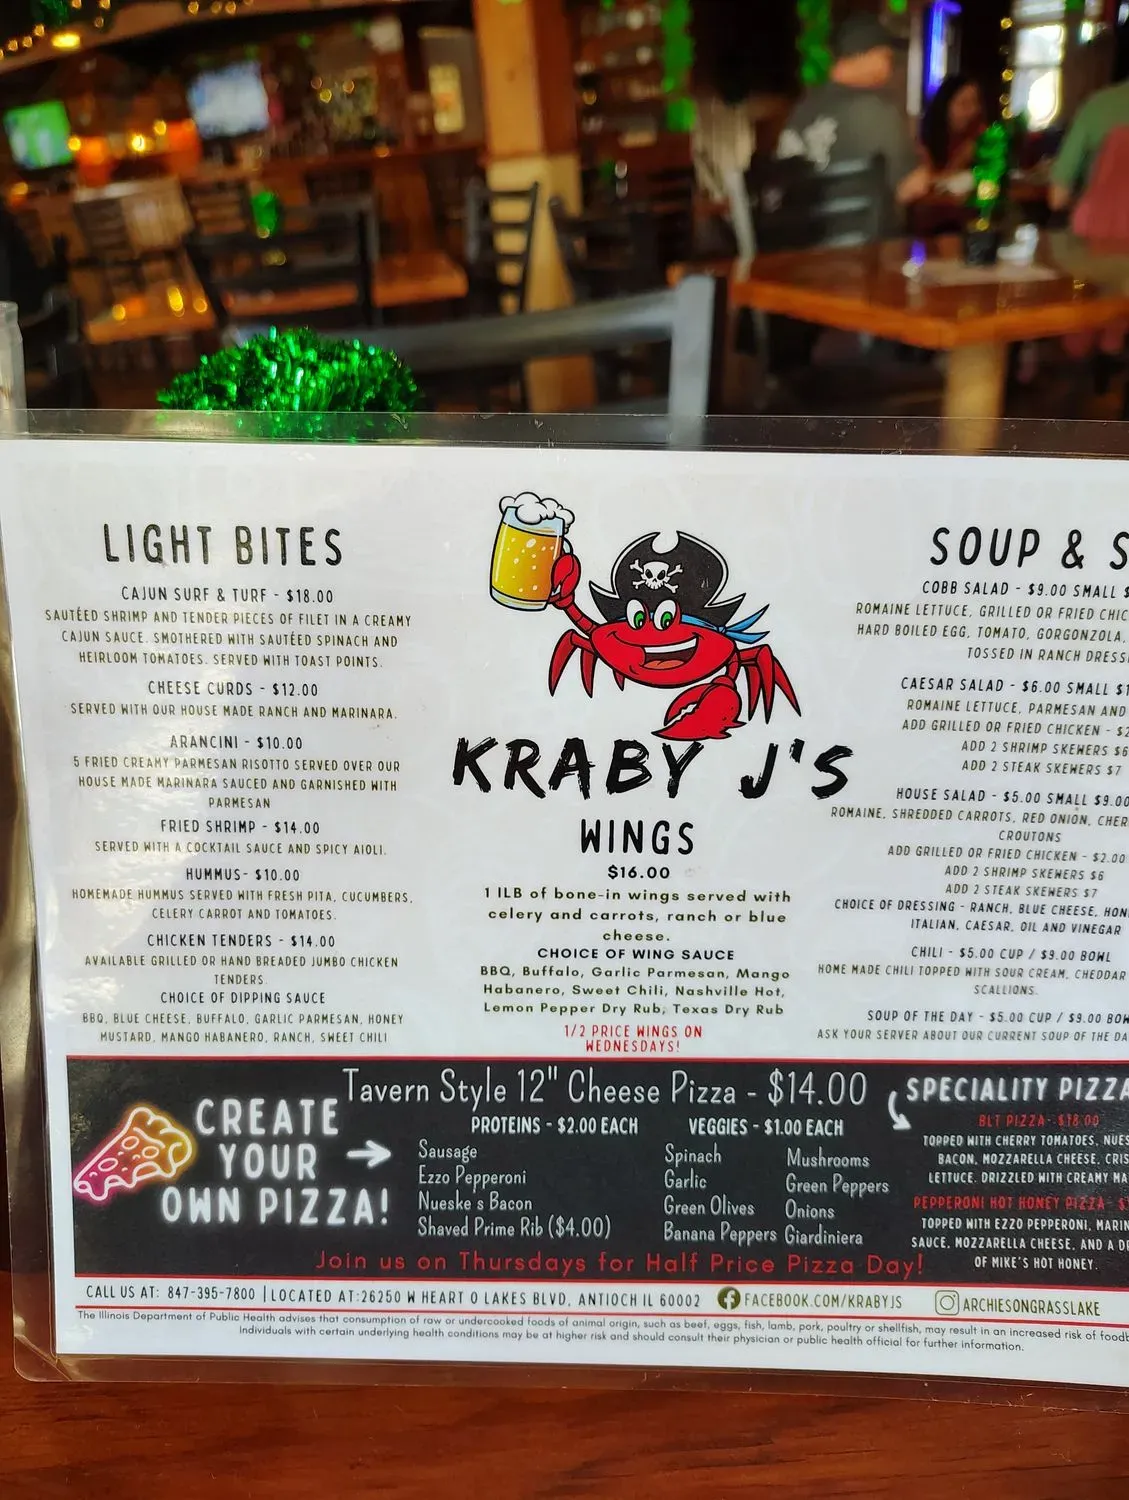 LIGHT BITES
CAJUN SURF & TURF - $18.00
SAUTÉED SHRIMP AND TENDER PIECES OF FILET IN A CREAMY
CAJUN SAUCE. SMOTHERED WITH SAUTÉED SPINACH AND
HEIRLOOM TOMATOES. SERVED WITH TOAST POINTS.
CHEESE CURDS - $12.00
SERVED WITH OUR HOUSE MADE RANCH AND MARINARA.
ARANCINI - $10.00
5 FRIED CREAMY PARMESAN RISOTTO SERVED OVER OUR
HOUSE MADE MARINARA SAUCED AND GARNISHED WITH
PARMESAN
FRIED SHRIMP - $14.00
SERVED WITH A COCKTAIL SAUCE AND SPICY AIOLI.
HUMMUS- $10.00
HOMEMADE HUMMUS SERVED WITH FRESH PITA, CUCUMBERS,
CELERY CARROT AND TOMATOES.
CHICKEN TENDERS - $14.00
AVAILABLE GRILLED OR HAND BREADED JUMBO CHICKEN
TENDERS.
CHOICE OF DIPPING SAUCE
BBQ, BLUE CHEESE, BUFFALO, GARLIC PARMESAN, HONEY
MUSTARD, MANGO HABANERO, RANCH, SWEET CHILI
KRABY J'S
WINGS
$16.00
1 lLB of bone-in wings served with
celery and carrots, ranch or blue
cheese.
CHOICE OF WING SAUCE
BBQ, Buffalo, Garlic Parmesan, Mango
Habanero, Sweet Chili, Nashville Hot,
Lemon Pepper Dry Rub, Texas Dry Rub
1/2 PRICE WINGS ON
WEDNESDAYS!
SOUP & S
COBB SALAD - $9.00 SMALL $
ROMAINE LETTUCE, GRILLED OR FRIED CHIC
HARD BOILED EGG, TOMATO, GORGONZOLA,
TOSSED IN RANCH DRESS
CAESAR SALAD - $6.00 SMALL $1
ROMAINE LETTUCE, PARMESAN AND
ADD GRILLED OR FRIED CHICKEN - $2
ADD 2 SHRIMP SKEWERS $6
ADD 2 STEAK SKEWERS $7
HOUSE SALAD - $5.00 SMALL $9.00
ROMAINE, SHREDDED CARROTS, RED ONION, CHER
CROUTONS
ADD GRILLED OR FRIED CHICKEN - $2.00
ADD 2 SHRIMP SKEWERS $6
ADD 2 STEAK SKEWERS $7
CHOICE OF DRESSING - RANCH, BLUE CHEESE, HON
ITALIAN, CAESAR, OIL AND VINEGAR
CHILI - $5.00 CUP / $9.00 BOWL
HOME MADE CHILI TOPPED WITH SOUR CREAM, CHEDDAR
SCALLIONS.
SOUP OF THE DAY - $5.00 CUP / $9.00 BOW
ASK YOUR SERVER ABOUT OUR CURRENT SOUP OF THE DA
CREATE
YOUR
OWN PIZZA!
Tavern Style 12" Cheese Pizza - $14.00
PROTEINS - $2.00 EACH
Sausage
Ezzo Pepperoni
Nueske s Bacon
Shaved Prime Rib ($4.00)
VEGGIES - $1.00 EACH
Spinach
Garlic
Green Olives
Banana Peppers
Mushrooms
Green Peppers
Onions
Giardiniera
Join us on Thursdays for Half Price Pizza Day!
SPECIALITY PIZZA
BLT PIZZA- $18.00
TOPPED WITH CHERRY TOMATOES, NUES
BACON, MOZZARELLA CHEESE, CRIS
LETTUCE. DRIZZLED WITH CREAMY MA
PEPPERONI HOT HONEY PIZZA- $
TOPPED WITH EZZO PEPPERONI, MARIN
SAUCE, MOZZARELLA CHEESE, AND A DR
OF MIKE'S HOT HONEY.
CALL US AT: 847-395-7800 | LOCATED AT:26250 W HEART O LAKES BLVD, ANTIOCH IL 60002 FACEBOOK.COM/KRABYJS ARCHIESONGRASSLAKE
The Illinois Department of Public Health advises that consumption of raw or undercooked foods of animal origin, such as beef, eggs, fish, lamb, pork, poultry or shellfish, may result in an increased risk of foodb
Individuals with certain underlying health conditions may be at higher risk and should consult their physician or public health official for further information.